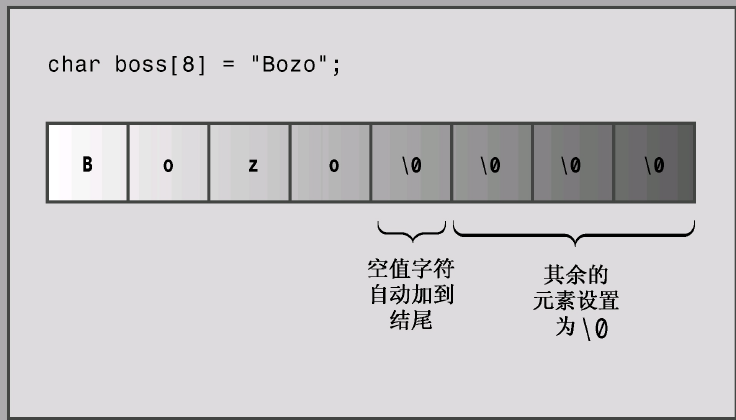 char boss[8] = "Bozo";
B o z o \0 \0 \0 \0
空值字符
自动加到
结尾
其余的
元素设置
为 \0